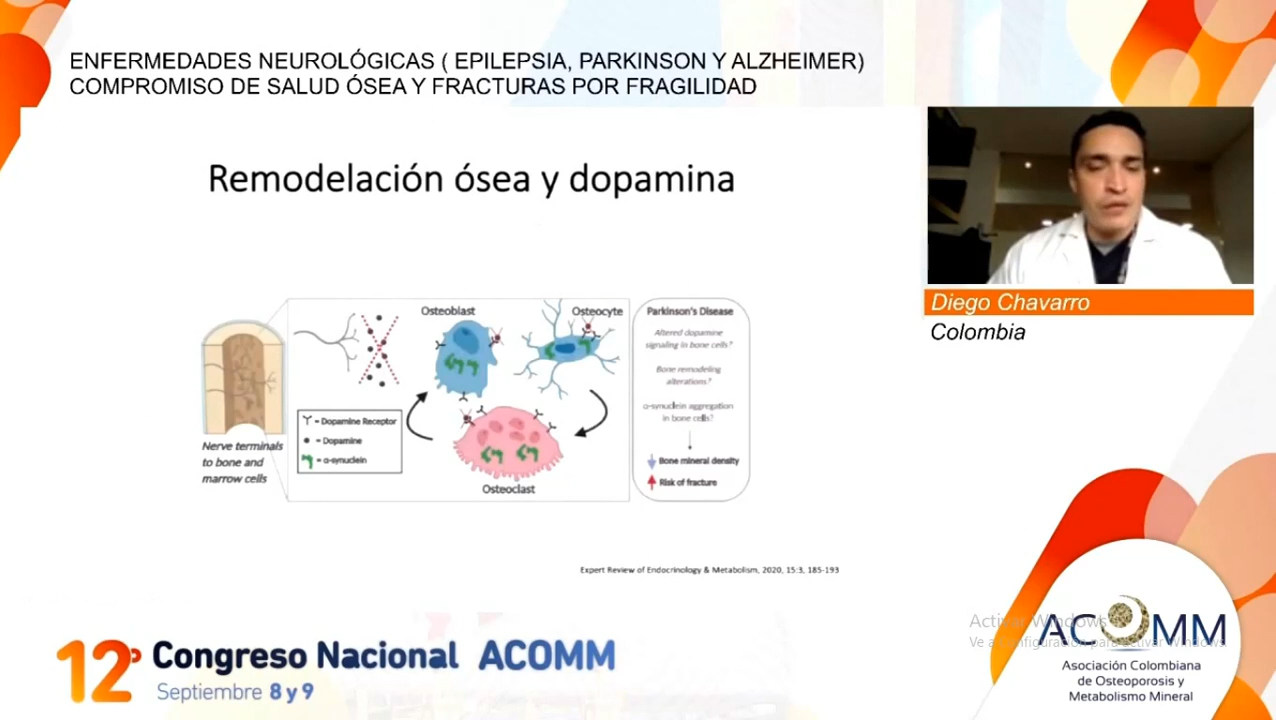 ENFERMEDADES NEUROLÓGICAS ( EPILEPSIA, PARKINSON Y ALZHEIMER)
COMPROMISO DE SALUD ÓSEA Y FRACTURAS POR FRAGILIDAD
Remodelación ósea y dopamina
Nerve terminals
to bone and
marrow cells
Osteoblast
Osteocyte
= Dopamine Receptor
= Dopamine
= α-synuclein
Osteoclast
Parkinson's Disease
Altered dopamine
signaling in bone cells?
Bone remodeling
alterations?
α-synuclein aggregation
in bone cells?
Bone mineral density
Risk of fracture
Expert Review of Endocrinology & Metabolism, 2020, 15:3, 185-193
Diego Chavarro
Colombia
12º Congreso Nacional ACOMM
Septiembre 8 y 9
Activar Windows
Ve a Configuración para activar Windows.
ACOMM
Asociación Colombiana
de Osteoporosis y
Metabolismo Mineral